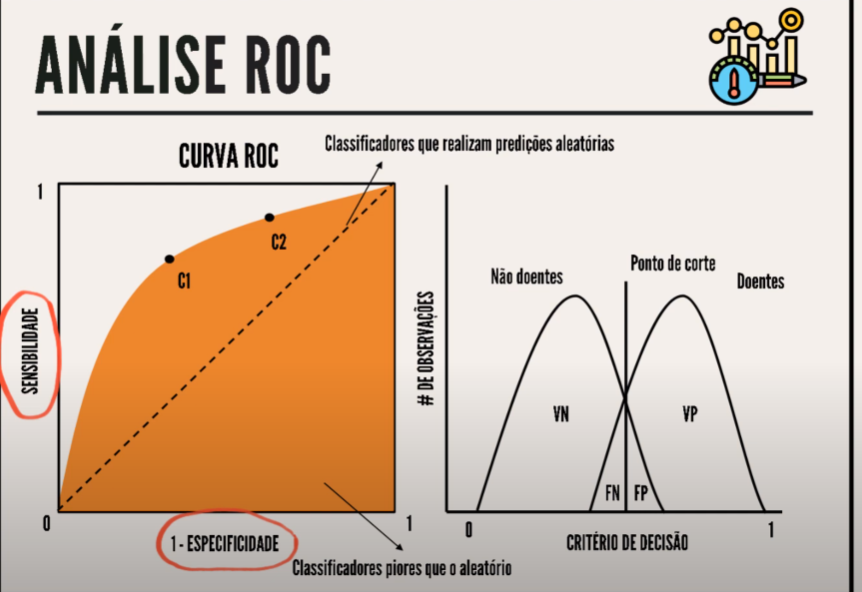 ANÁLISE ROC
CURVA ROC
Classificadores que realizam predições aleatórias
1
C1
C2
SENSIBILIDADE
0
1 - ESPECIFICIDADE
1
Classificadores piores que o aleatório
# DE OBSERVAÇÕES
Não doentes
Ponto de corte
Doentes
VN
VP
FN
FP
0
CRITÉRIO DE DECISÃO
1